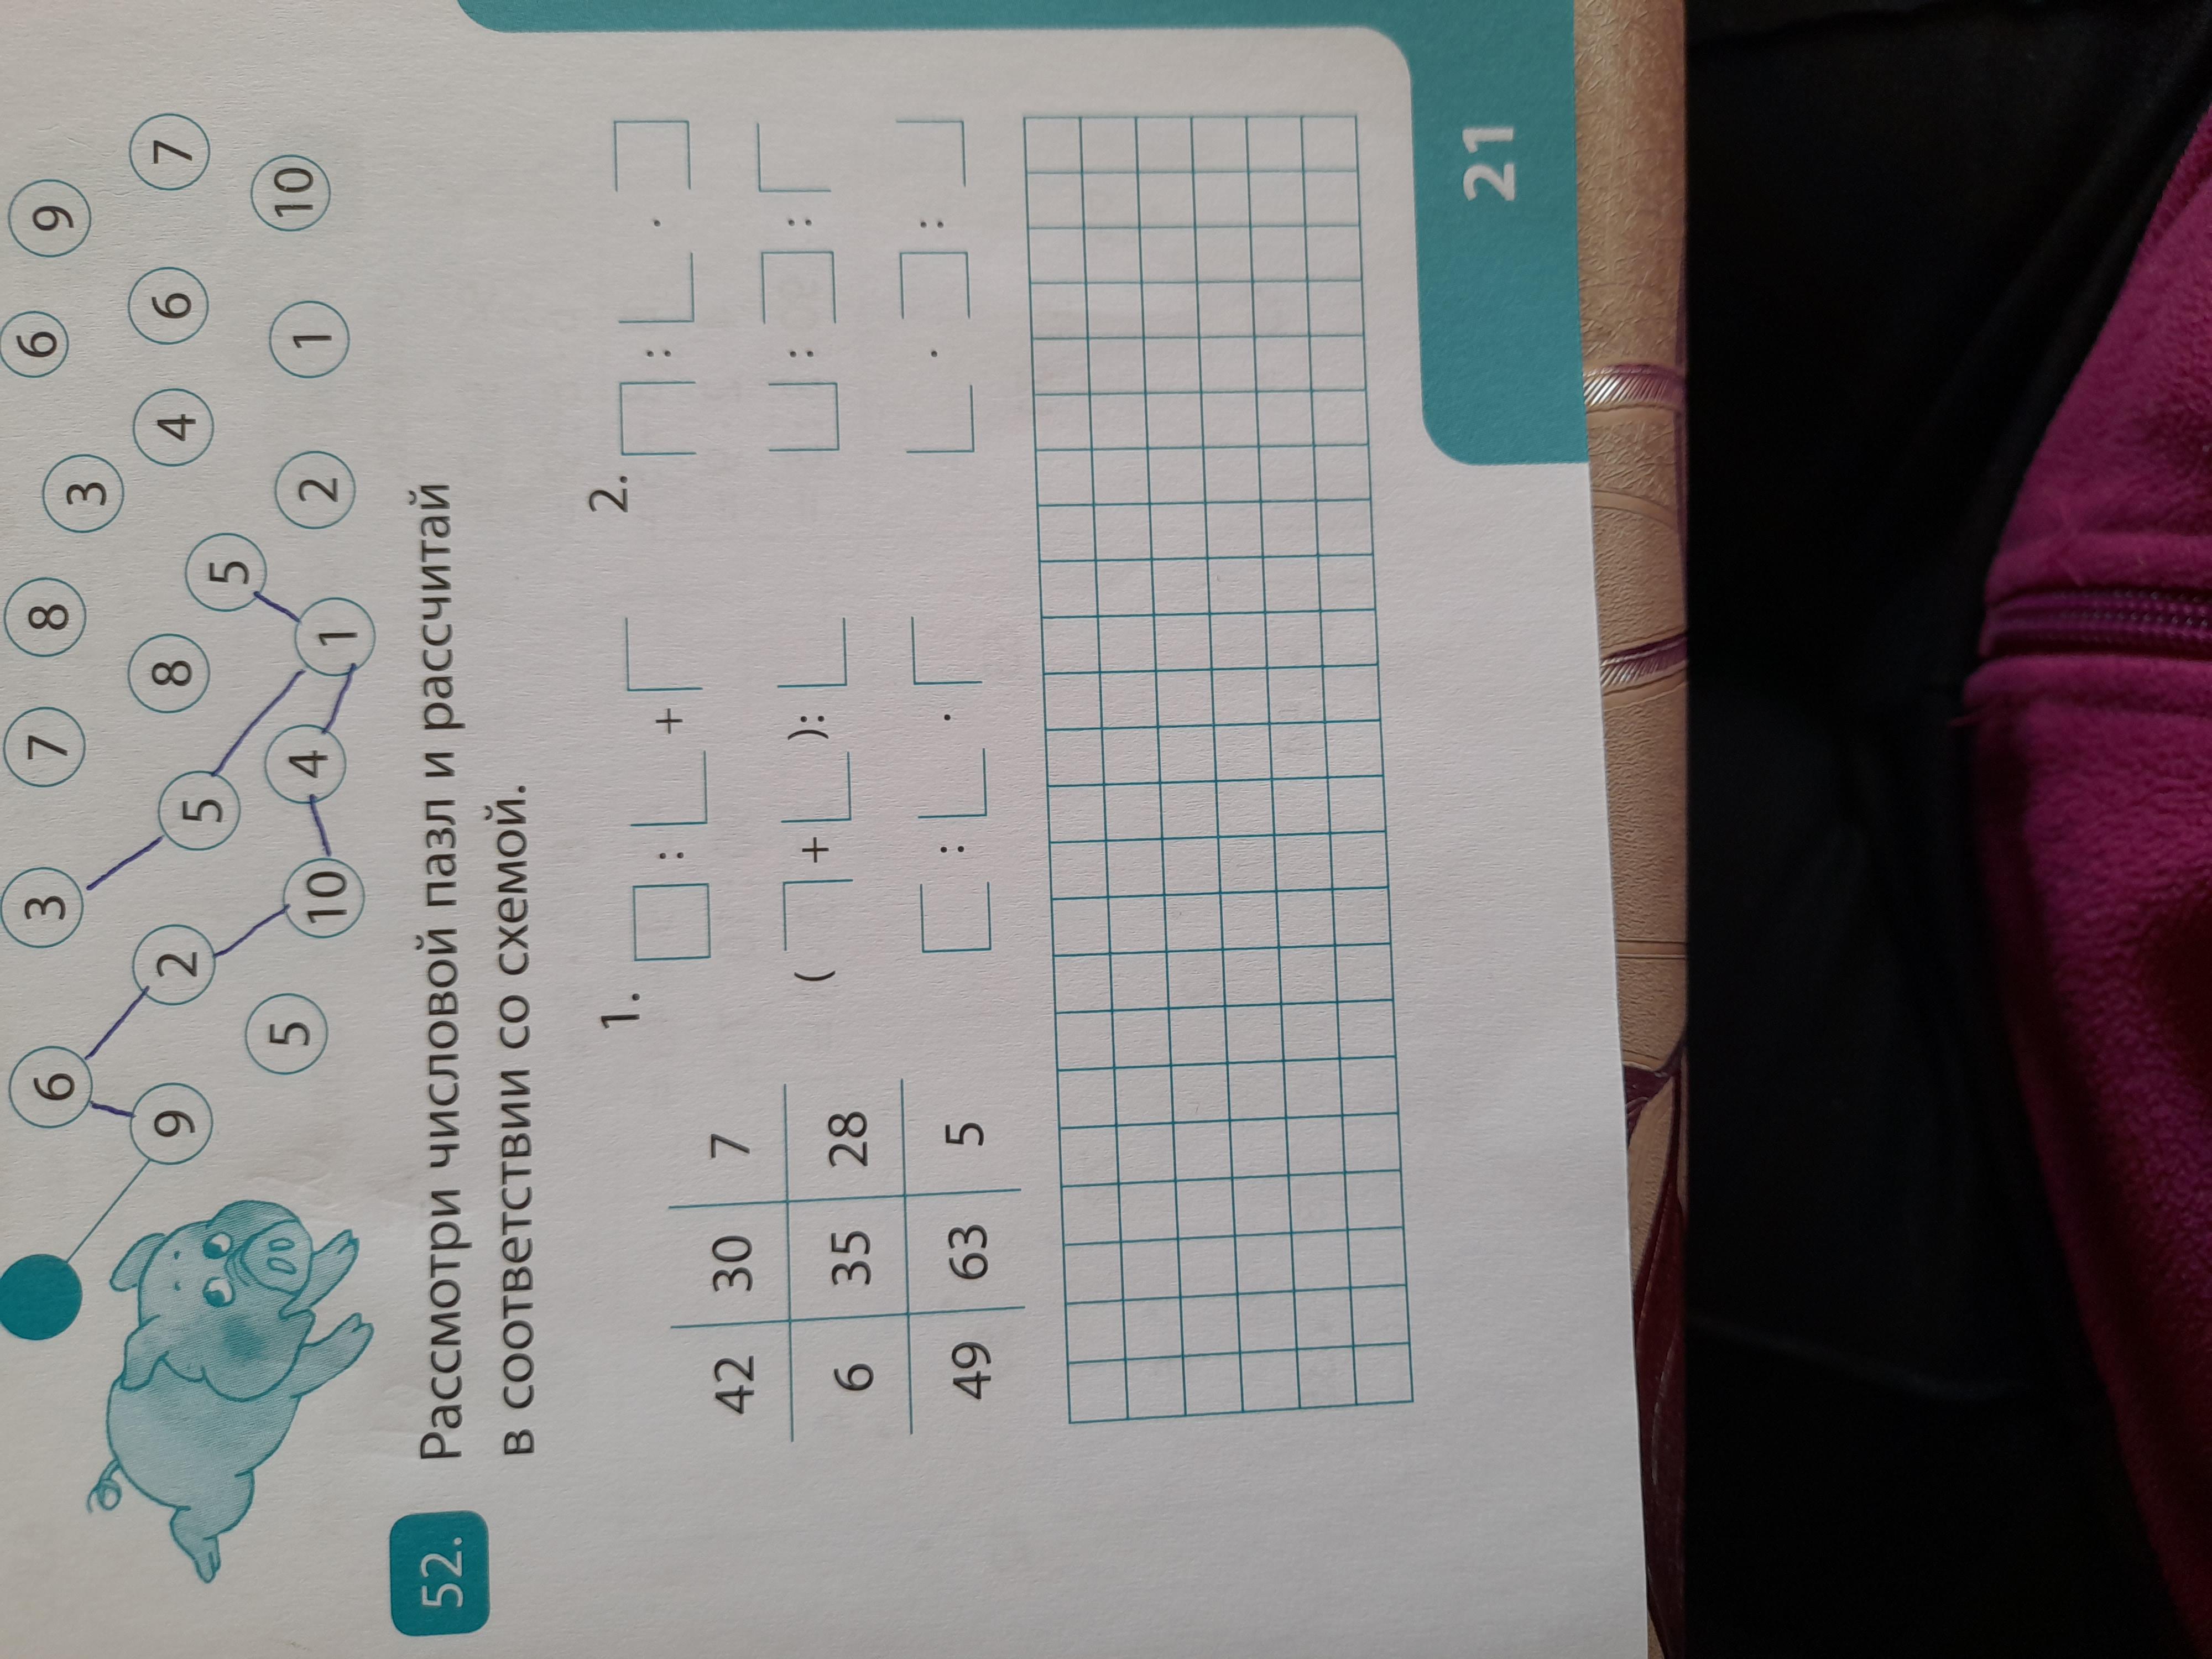 6 3 7 8 3 6 9
9 2 5 8 5 4 6 7
5 10 4 1 2 1 10
52. Рассмотри числовой пазл и рассчитай
в соответствии со схемой.
1. : + 2. : ·
42 30 7 ( + ): : :
6 35 28 : · · :
49 63 5
21